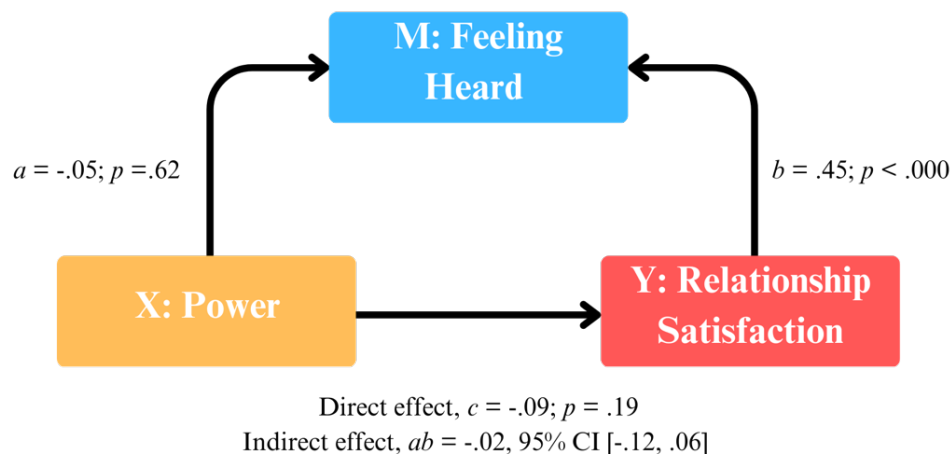 M: Feeling
Heard
a = -.05; p =.62
b = .45; p < .000
X: Power
Y: Relationship
Satisfaction
Direct effect, c = -.09; p = .19
Indirect effect, ab = -.02, 95% CI [-.12, .06]